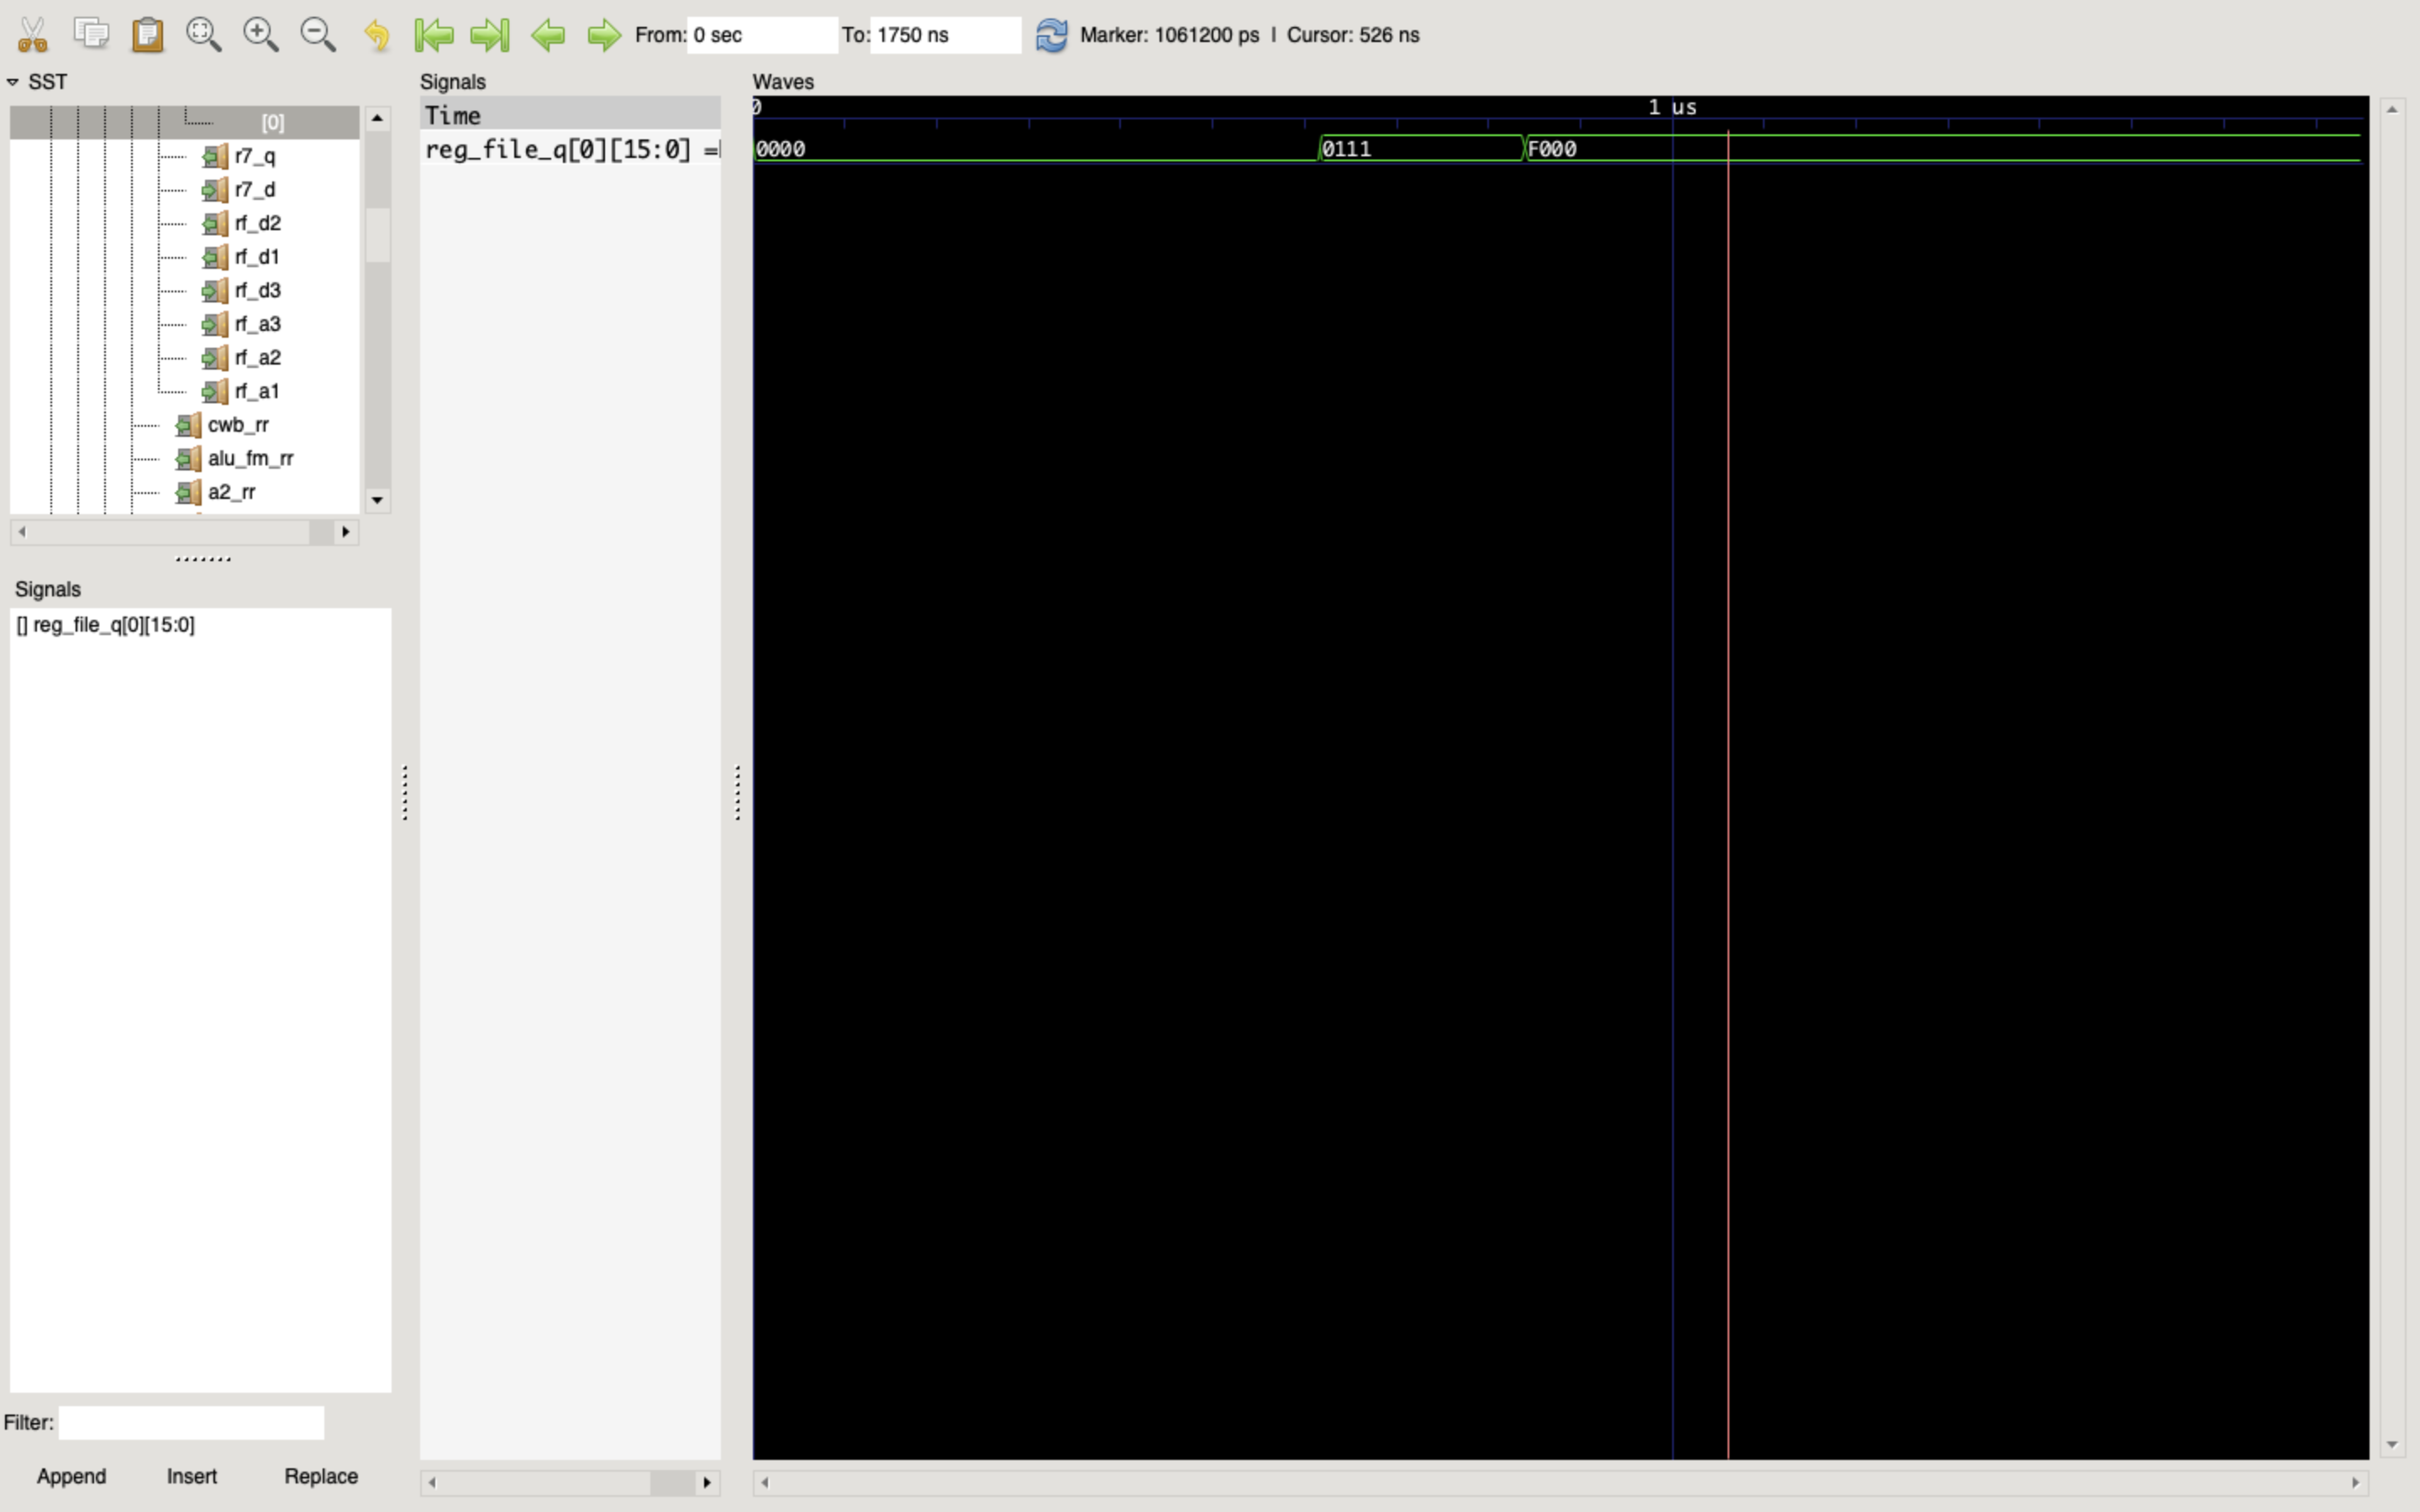 From: 0 sec To: 1750 ns Marker: 1061200 ps | Cursor: 526 ns
SST
[0]
r7_q
r7_d
rf_d2
rf_d1
rf_d3
rf_a3
rf_a2
rf_a1
cwb_rr
alu_fm_rr
a2_rr
Signals
[] reg_file_q[0][15:0]
Filter:
Append Insert Replace
Signals
Time
reg_file_q[0][15:0] =
Waves
0 1 us
0000 0111 F000